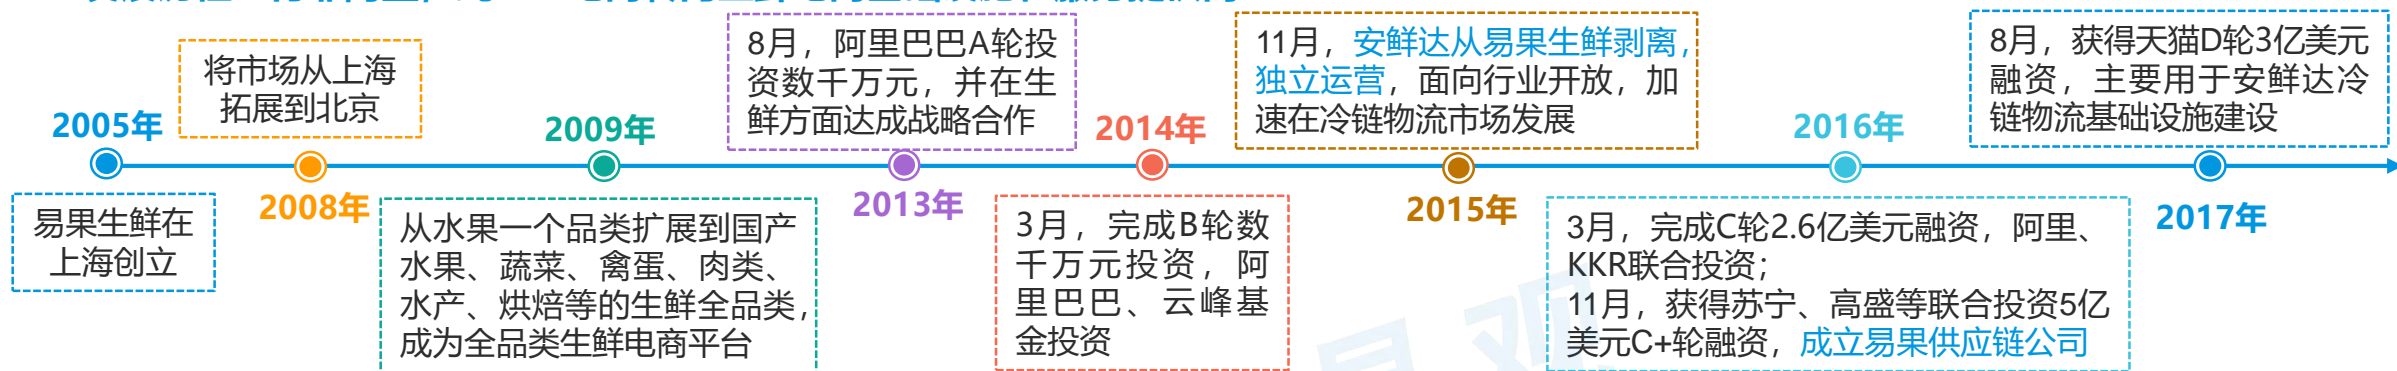 2005年
易果生鲜在
上海创立
将市场从上海
拓展到北京
2008年
2009年
从水果一个品类扩展到国产
水果、蔬菜、禽蛋、肉类、
水产、烘焙等的生鲜全品类，
成为全品类生鲜电商平台
8月，阿里巴巴A轮投
资数千万元，并在生
鲜方面达成战略合作
2013年
2014年
3月，完成B轮数
千万元投资，阿
里巴巴、云峰基
金投资
11月，安鲜达从易果生鲜剥离，
独立运营，面向行业开放，加
速在冷链物流市场发展
2015年
2016年
3月，完成C轮2.6亿美元融资，阿里、
KKR联合投资；
11月，获得苏宁、高盛等联合投资5亿
美元C+轮融资，成立易果供应链公司
8月，获得天猫D轮3亿美元
融资，主要用于安鲜达冷
链物流基础设施建设
2017年
易观